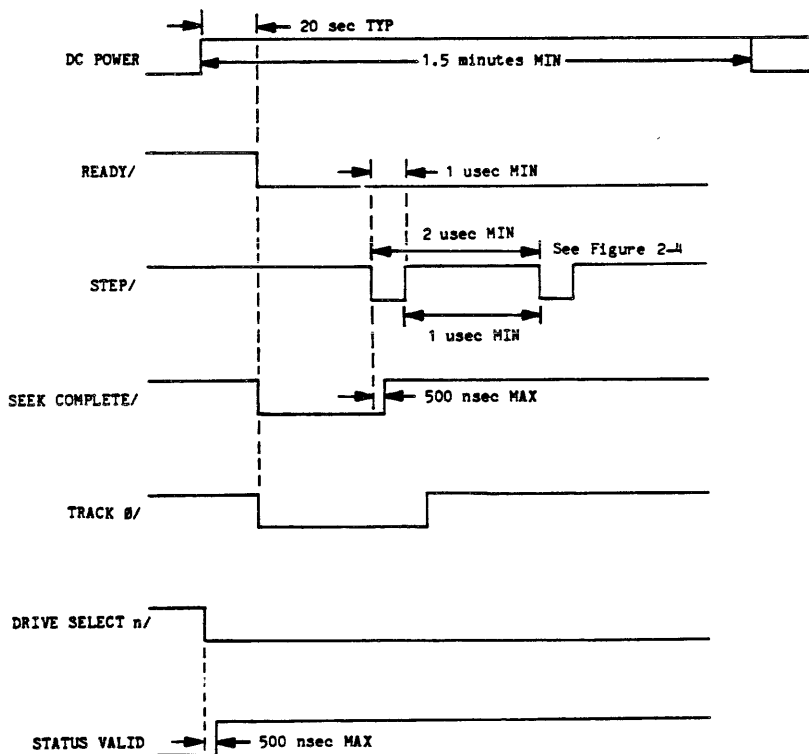 20 sec TYP
DC POWER
1.5 minutes MIN
READY/
1 usec MIN
2 usec MIN
See Figure 2-4
STEP/
1 usec MIN
SEEK COMPLETE/
500 nsec MAX
TRACK Ø/
DRIVE SELECT n/
STATUS VALID
500 nsec MAX